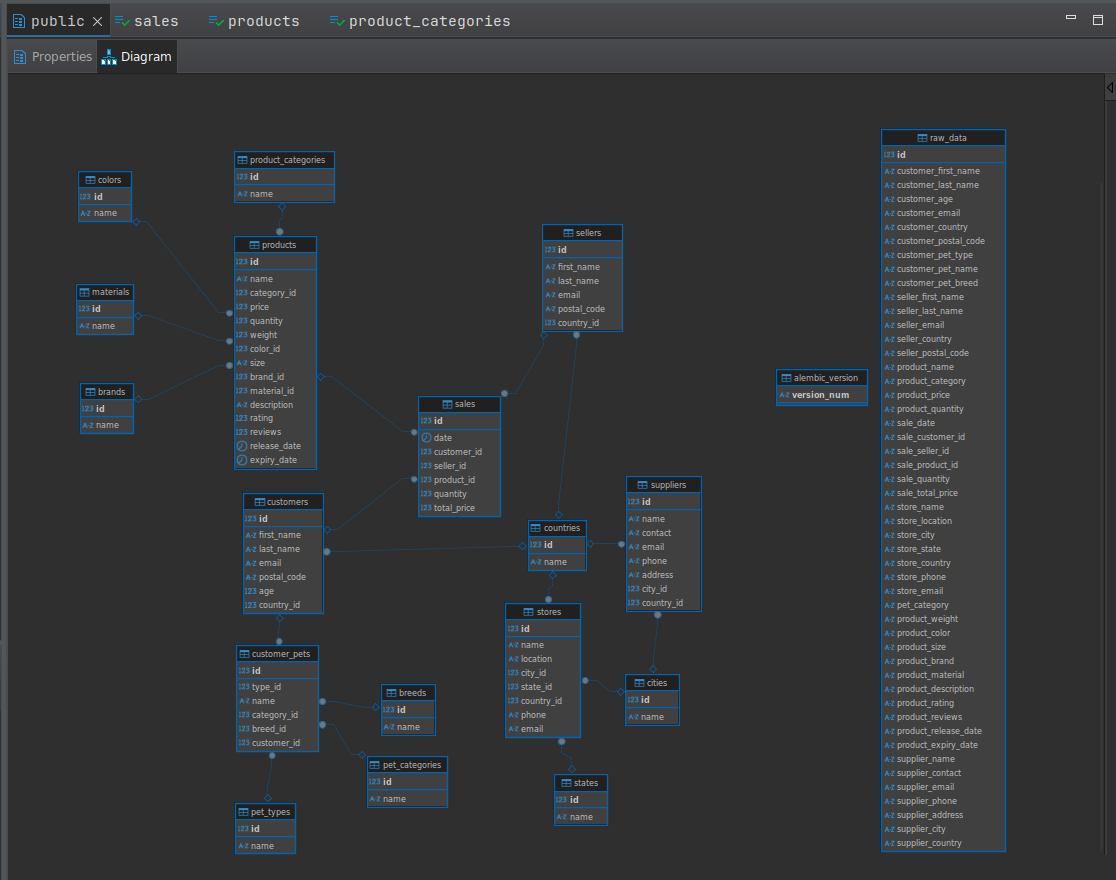 public
sales
products
product_categories
Properties
Diagram
colors
123 id
A-Z name
product_categories
123 id
A-Z name
materials
123 id
A-Z name
brands
123 id
A-Z name
products
123 id
A-Z name
123 category_id
123 price
123 quantity
123 weight
123 color_id
A-Z size
123 brand_id
123 material_id
A-Z description
123 rating
123 reviews
release_date
expiry_date
sellers
123 id
A-Z first_name
A-Z last_name
A-Z email
A-Z postal_code
123 country_id
sales
123 id
date
123 customer_id
123 seller_id
123 product_id
123 quantity
123 total_price
customers
123 id
A-Z first_name
A-Z last_name
A-Z email
A-Z postal_code
123 age
123 country_id
countries
123 id
A-Z name
suppliers
123 id
A-Z name
A-Z contact
A-Z email
A-Z phone
A-Z address
123 city_id
123 country_id
stores
123 id
A-Z name
A-Z location
123 city_id
123 state_id
123 country_id
A-Z phone
A-Z email
cities
123 id
A-Z name
states
123 id
A-Z name
customer_pets
123 id
123 type_id
A-Z name
123 category_id
123 breed_id
123 customer_id
breeds
123 id
A-Z name
pet_categories
123 id
A-Z name
pet_types
123 id
A-Z name
alembic_version
A-Z version_num
raw_data
123 id
A-Z customer_first_name
A-Z customer_last_name
A-Z customer_age
A-Z customer_email
A-Z customer_country
A-Z customer_postal_code
A-Z customer_pet_type
A-Z customer_pet_name
A-Z customer_pet_breed
A-Z seller_first_name
A-Z seller_last_name
A-Z seller_email
A-Z seller_country
A-Z seller_postal_code
A-Z product_name
A-Z product_category
A-Z product_price
A-Z product_quantity
A-Z sale_date
A-Z sale_customer_id
A-Z sale_seller_id
A-Z sale_product_id
A-Z sale_quantity
A-Z sale_total_price
A-Z store_name
A-Z store_location
A-Z store_city
A-Z store_state
A-Z store_country
A-Z store_phone
A-Z store_email
A-Z pet_category
A-Z product_weight
A-Z product_color
A-Z product_size
A-Z product_brand
A-Z product_material
A-Z product_description
A-Z product_rating
A-Z product_reviews
A-Z product_release_date
A-Z product_expiry_date
A-Z supplier_name
A-Z supplier_contact
A-Z supplier_email
A-Z supplier_phone
A-Z supplier_address
A-Z supplier_city
A-Z supplier_country